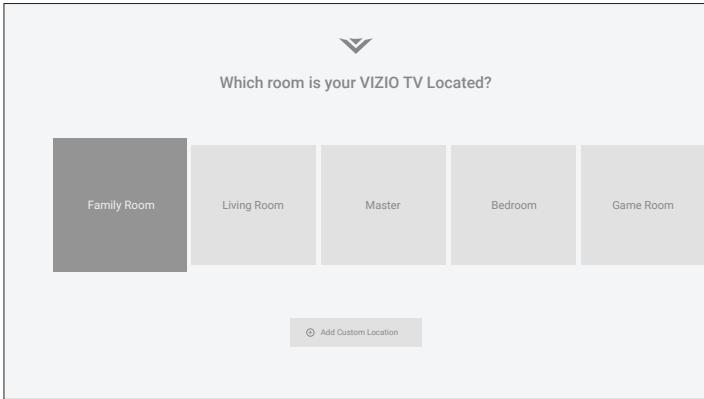 Which room is your VIZIO TV Located?
Family Room
Living Room
Master
Bedroom
Game Room
Add Custom Location